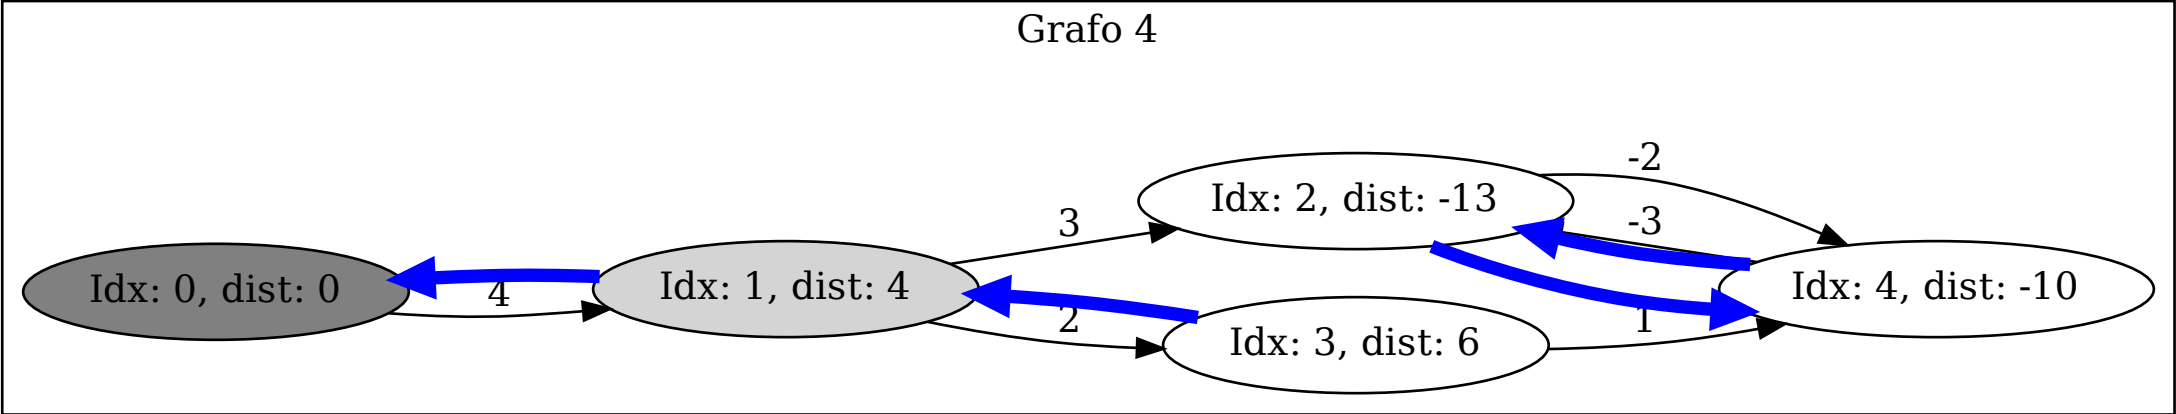 Grafo 4
-2
Idx: 2, dist: -13
3
-3
Idx: 0, dist: 0
4
Idx: 1, dist: 4
Idx: 4, dist: -10
2
1
Idx: 3, dist: 6